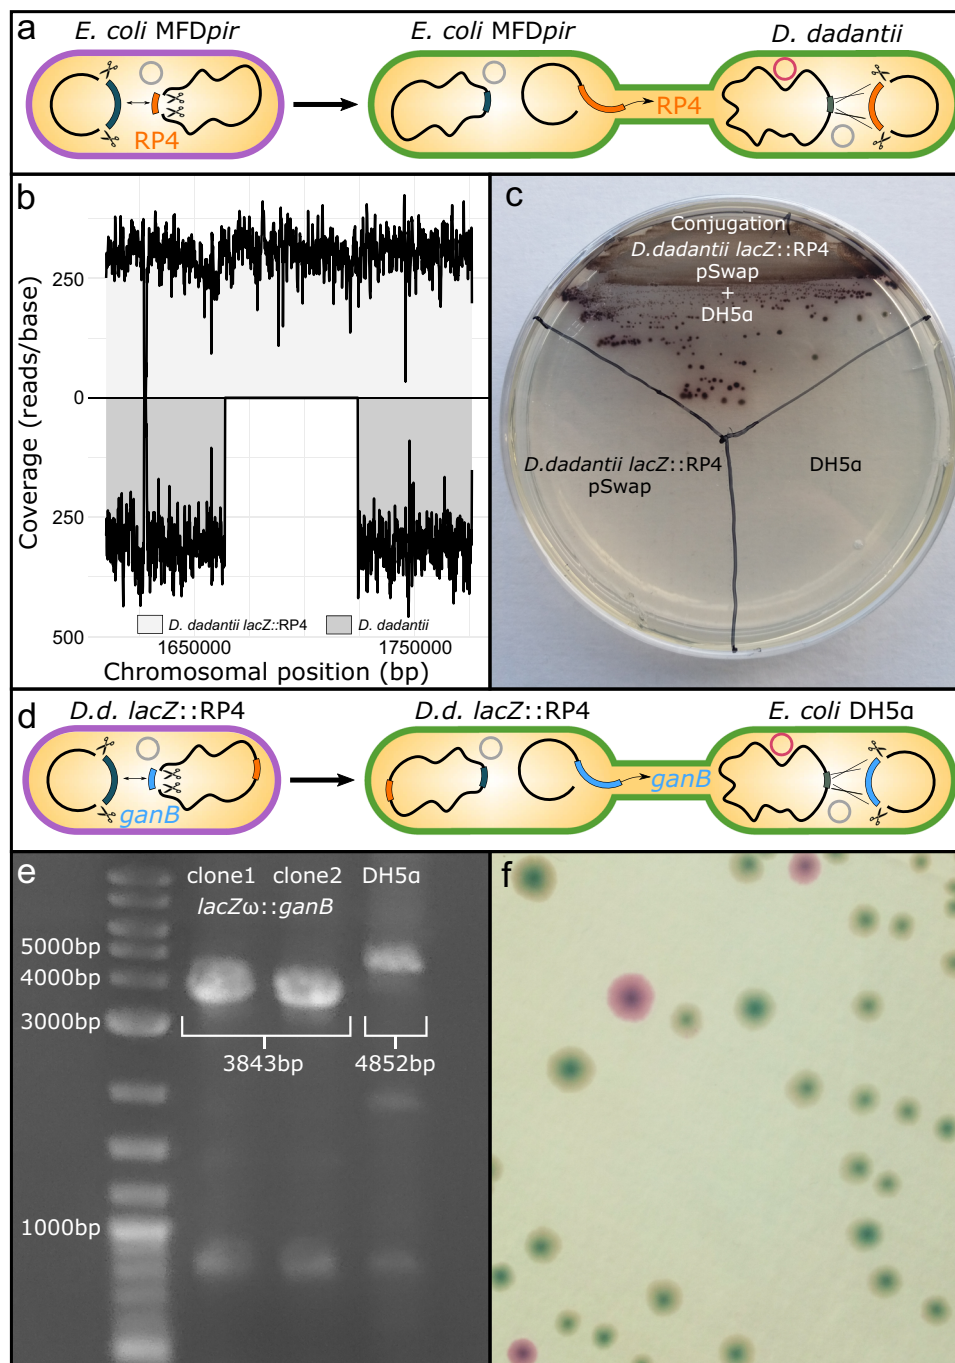 a
E. coli MFDpir
E. coli MFDpir
D. dadantii
RP4
RP4
b
Coverage (reads/base)
250
0
250
500
D. dadantii lacZ::RP4
D. dadantii
1650000
1750000
Chromosomal position (bp)
c
Conjugation
D.dadantii lacZ::RP4
pSwap
+
DH5α
D.dadantii lacZ::RP4
pSwap
DH5α
d
D.d. lacZ::RP4
D.d. lacZ::RP4
E. coli DH5α
ganB
ganB
e
clone1
clone2
DH5α
lacZω::ganB
5000bp
4000bp
3000bp
3843bp
4852bp
1000bp
f